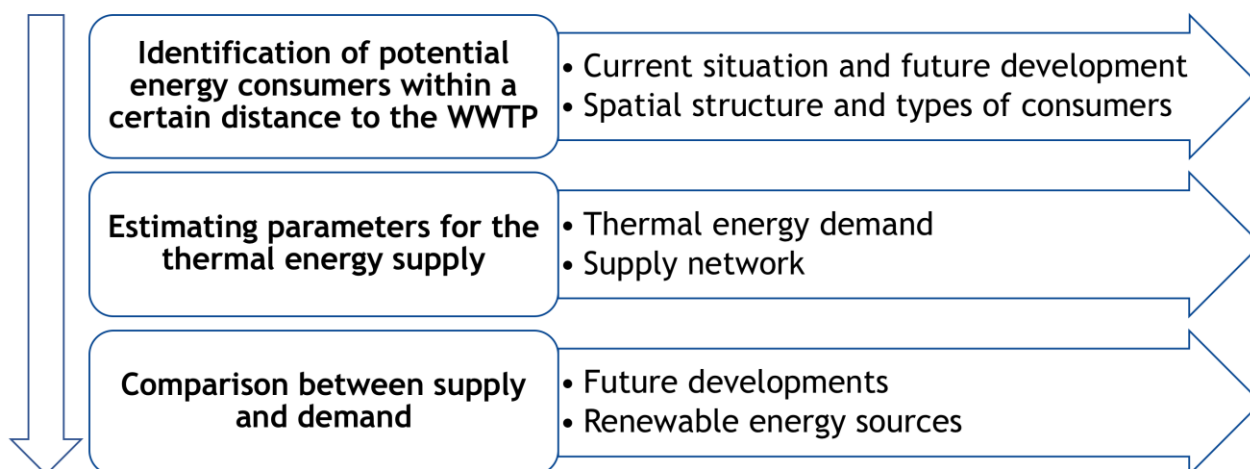 Identification of potential
energy consumers within a
certain distance to the WWTP
• Current situation and future development
• Spatial structure and types of consumers
Estimating parameters for the
thermal energy supply
• Thermal energy demand
• Supply network
Comparison between supply
and demand
• Future developments
• Renewable energy sources